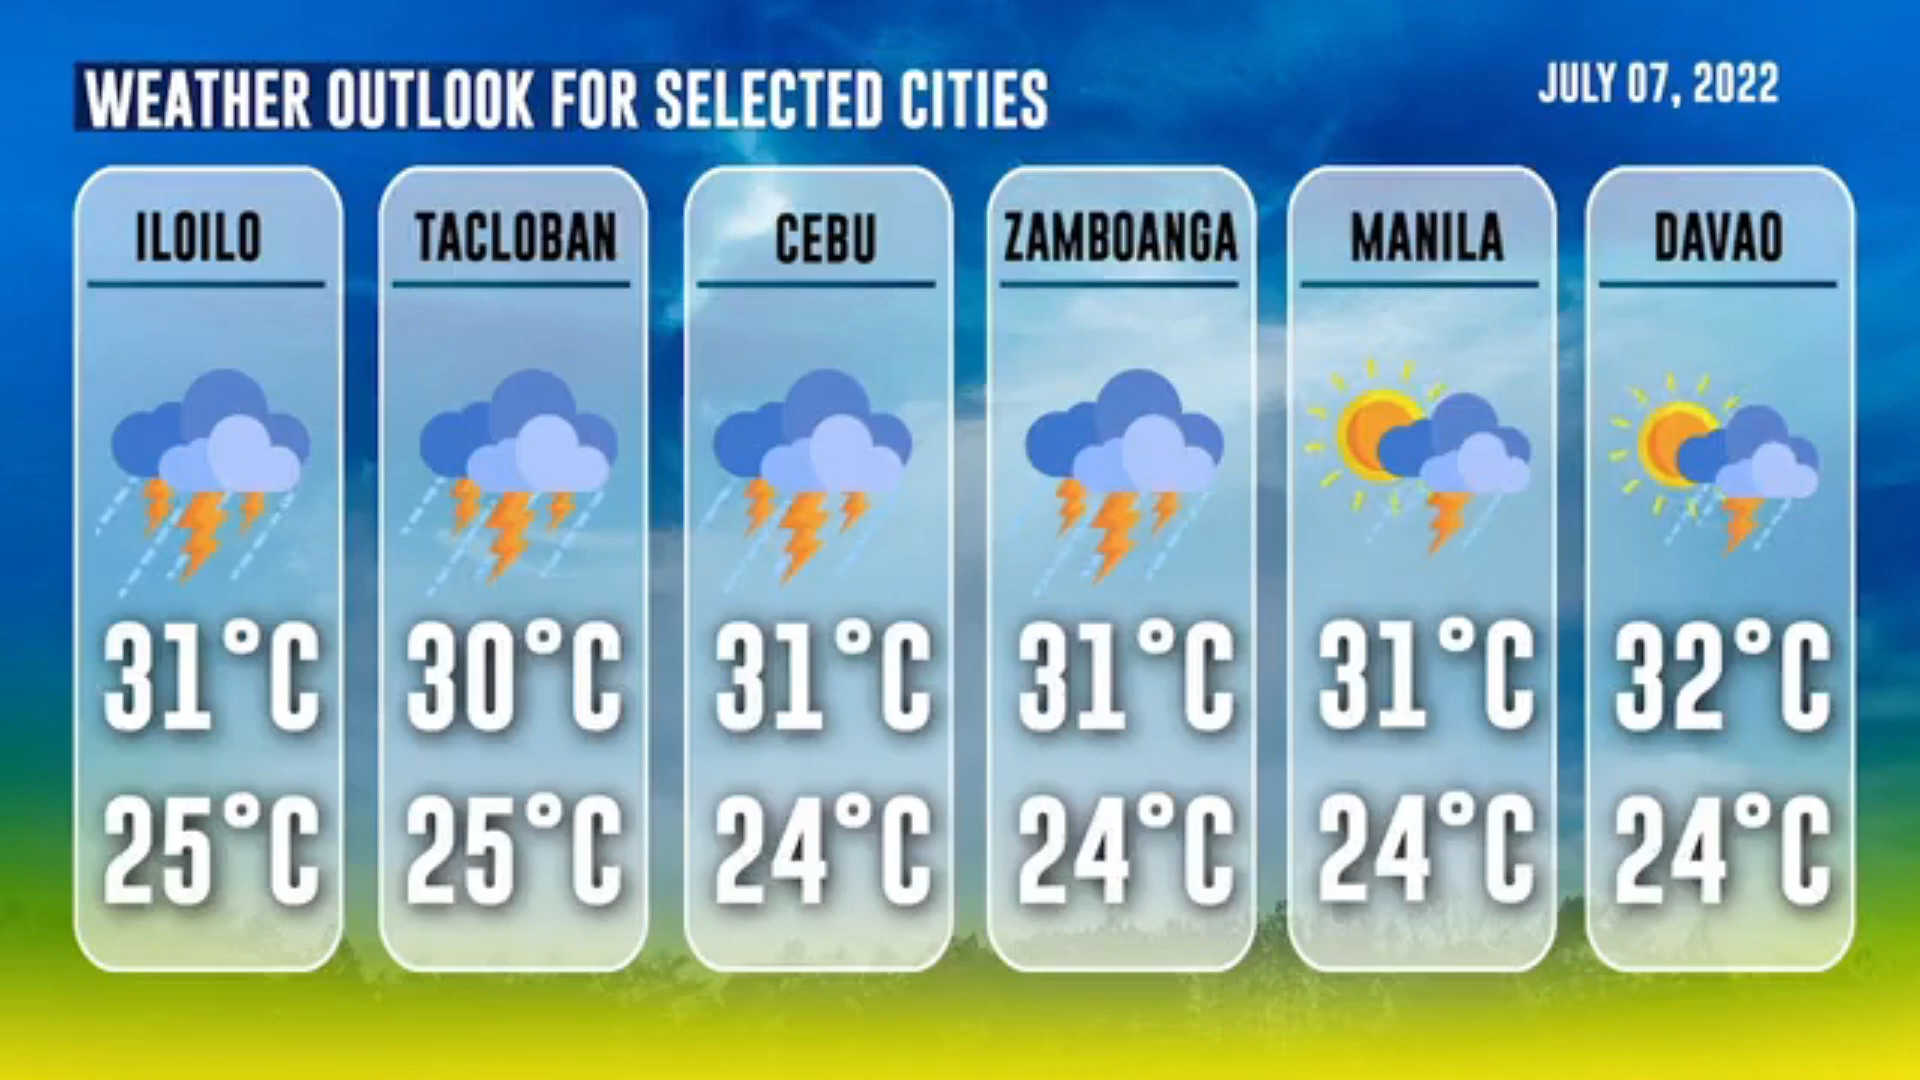 WEATHER OUTLOOK FOR SELECTED CITIES
JULY 07, 2022
ILOILO
31°C
25°C
TACLOBAN
30°C
25°C
CEBU
31°C
24°C
ZAMBOANGA
31°C
24°C
MANILA
31°C
24°C
DAVAO
32°C
24°C